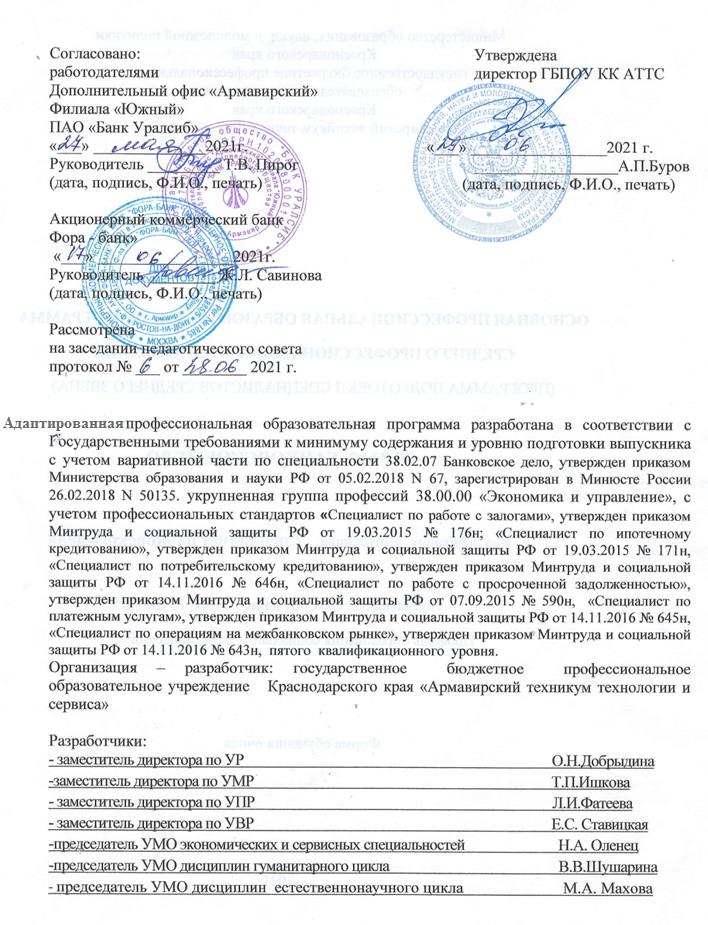 Согласовано:
работодателями
Дополнительный офис «Армавирский»
Филиала «Южный»
ПАО «Банк Уралсиб»
«27» мая 2021г.
Руководитель ________ Т.В. Пирог
(дата, подпись, Ф.И.О., печать)
Утверждена
директор ГБПОУ КК АТТС
« » 06 2021 г.
А.П.Буров
(дата, подпись, Ф.И.О., печать)
Акционерный коммерческий банк
Фора - банк»
«17» 06 2021г.
Руководитель ________ Ж.Л. Савинова
(дата, подпись, Ф.И.О., печать)
Рассмотрена
на заседании педагогического совета
протокол № 6 от 28.06 2021 г.
Адаптированная профессиональная образовательная программа разработана в соответствии с
Государственными требованиями к минимуму содержания и уровню подготовки выпускника
с учетом вариативной части по специальности 38.02.07 Банковское дело, утвержден приказом
Министерства образования и науки РФ от 05.02.2018 N 67, зарегистрирован в Минюсте России
26.02.2018 N 50135. укрупненная группа профессий 38.00.00 «Экономика и управление», с
учетом профессиональных стандартов «Специалист по работе с залогами», утвержден приказом
Минтруда и социальной защиты РФ от 19.03.2015 № 176н; «Специалист по ипотечному
кредитованию», утвержден приказом Минтруда и социальной защиты РФ от 19.03.2015 № 171н,
«Специалист по потребительскому кредитованию», утвержден приказом Минтруда и социальной
защиты РФ от 14.11.2016 № 646н, «Специалист по работе с просроченной задолженностью»,
утвержден приказом Минтруда и социальной защиты РФ от 07.09.2015 № 590н, «Специалист по
платежным услугам», утвержден приказом Минтруда и социальной защиты РФ от 14.11.2016 № 645н,
«Специалист по операциям на межбанковском рынке», утвержден приказом Минтруда и социальной
защиты РФ от 14.11.2016 № 643н, пятого квалификационного уровня.
Организация – разработчик: государственное бюджетное профессиональное
образовательное учреждение Краснодарского края «Армавирский техникум технологии и
сервиса»
Разработчики:
- заместитель директора по УР О.Н.Добрыдина
-заместитель директора по УМР Т.П.Ишкова
- заместитель директора по УПР Л.И.Фатеева
- заместитель директора по УВР Е.С. Ставицкая
-председатель УМО экономических и сервисных специальностей Н.А. Оленец
-председатель УМО дисциплин гуманитарного цикла В.В.Шушарина
- председатель УМО дисциплин естественнонаучного цикла М.А. Махова